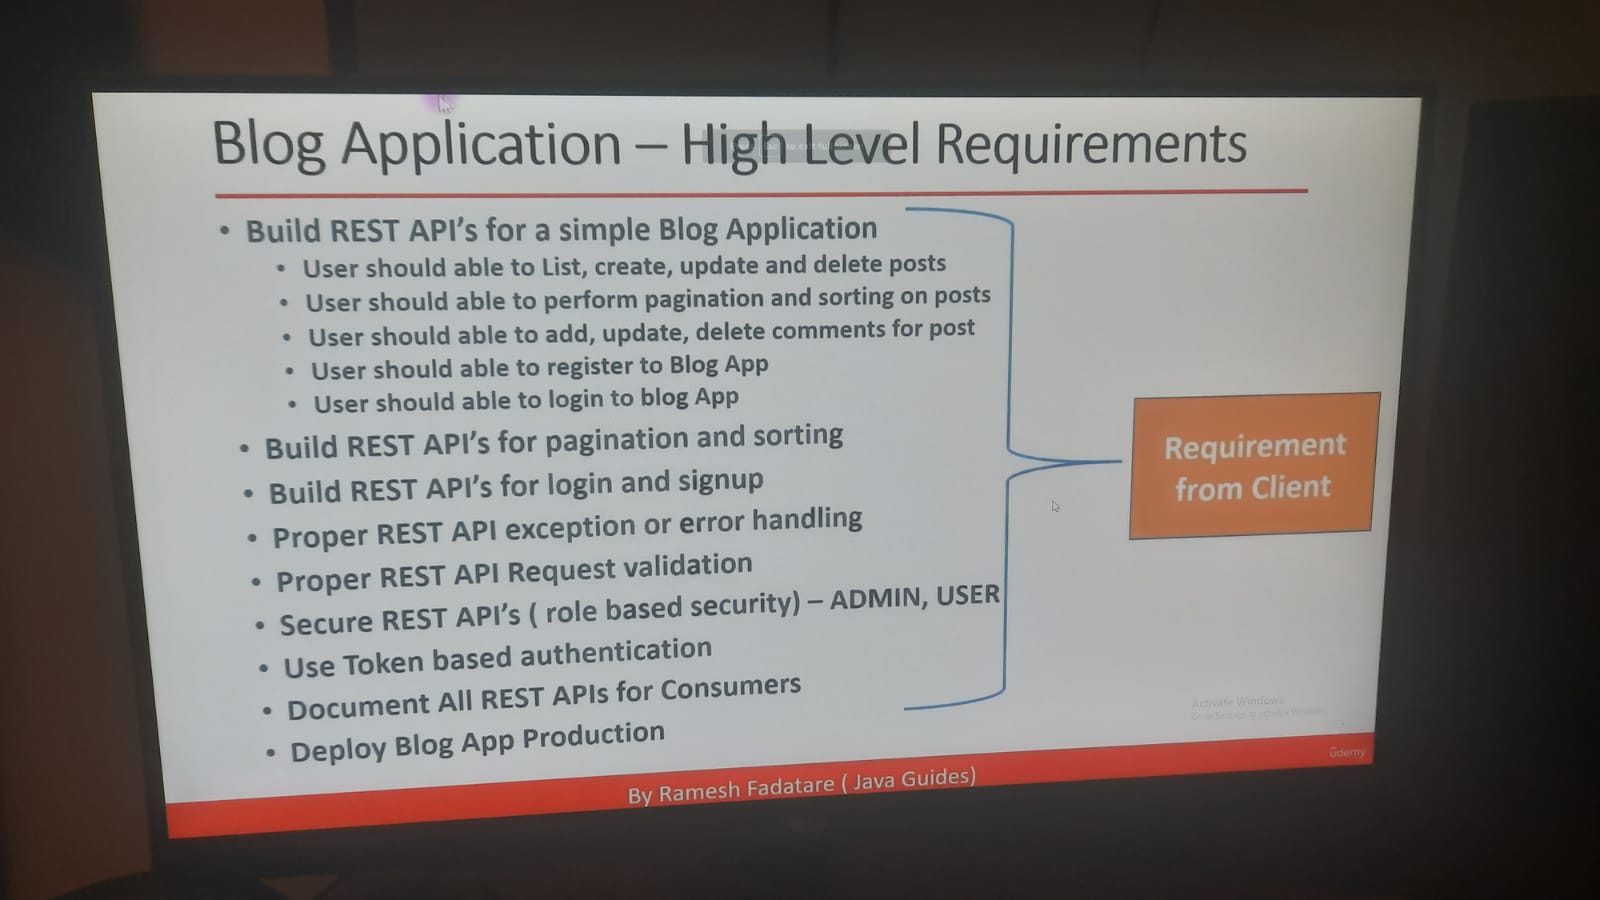 Blog Application – High Level Requirements
• Build REST API's for a simple Blog Application
• User should able to List, create, update and delete posts
• User should able to perform pagination and sorting on posts
• User should able to add, update, delete comments for post
• User should able to register to Blog App
• User should able to login to blog App
• Build REST API's for pagination and sorting
• Build REST API's for login and signup
• Proper REST API exception or error handling
• Proper REST API Request validation
• Secure REST API's ( role based security) – ADMIN, USER
• Use Token based authentication
• Document All REST APIs for Consumers
• Deploy Blog App Production
Requirement
from Client
Activate Windows
Go to Settings to activate Windows.
ûdemy
By Ramesh Fadatare ( Java Guides)